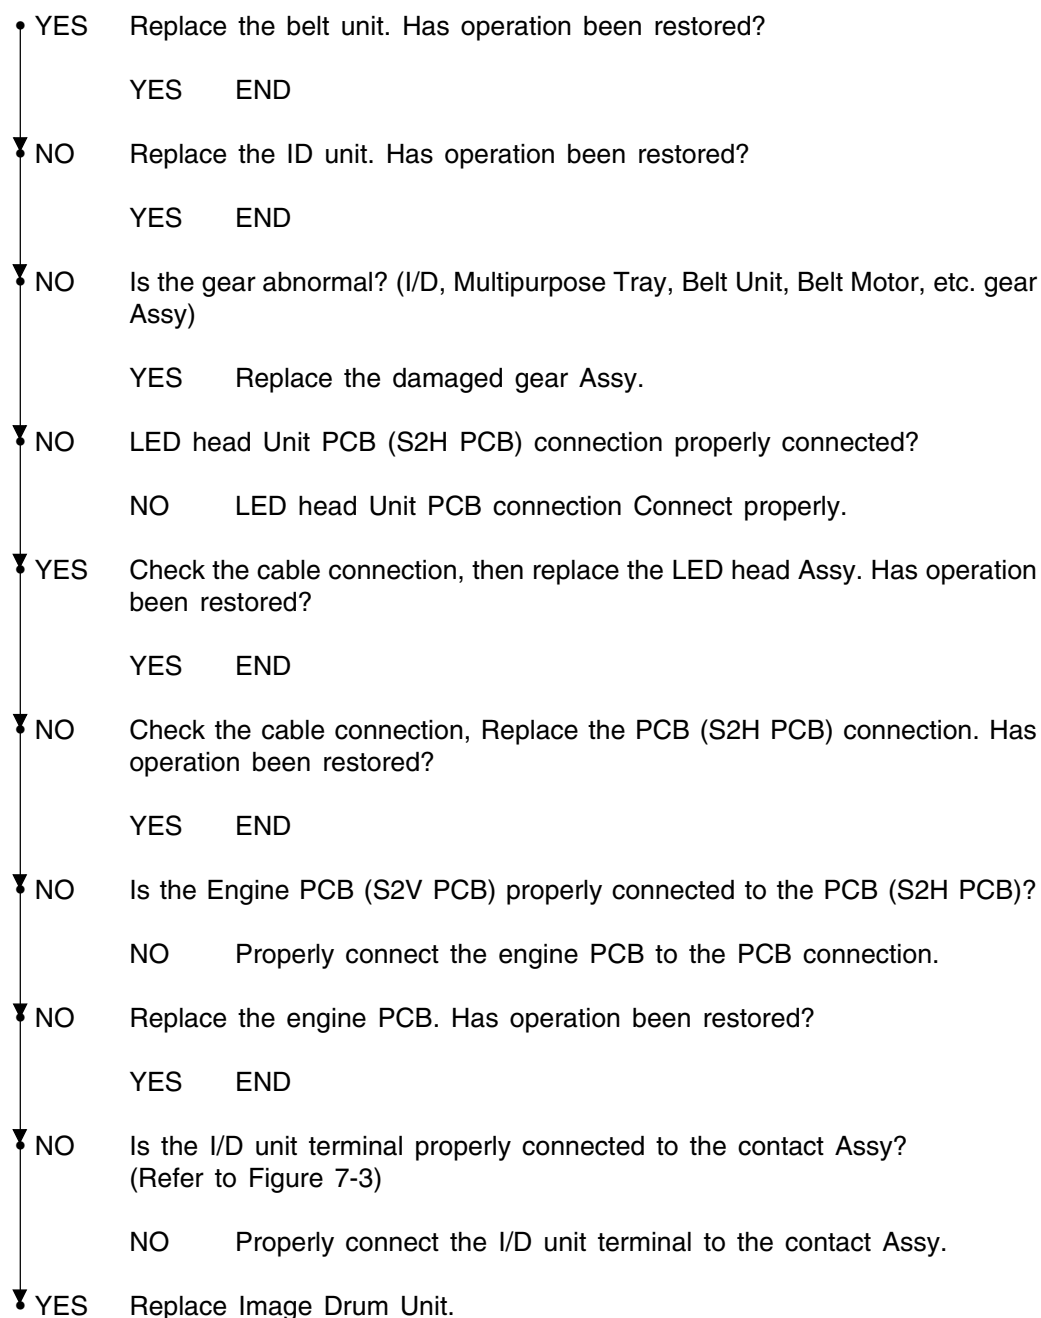 YES Replace the belt unit. Has operation been restored?
YES END
NO Replace the ID unit. Has operation been restored?
YES END
NO Is the gear abnormal? (I/D, Multipurpose Tray, Belt Unit, Belt Motor, etc. gear
Assy)
YES Replace the damaged gear Assy.
NO LED head Unit PCB (S2H PCB) connection properly connected?
NO LED head Unit PCB connection Connect properly.
YES Check the cable connection, then replace the LED head Assy. Has operation
been restored?
YES END
NO Check the cable connection, Replace the PCB (S2H PCB) connection. Has
operation been restored?
YES END
NO Is the Engine PCB (S2V PCB) properly connected to the PCB (S2H PCB)?
NO Properly connect the engine PCB to the PCB connection.
NO Replace the engine PCB. Has operation been restored?
YES END
NO Is the I/D unit terminal properly connected to the contact Assy?
(Refer to Figure 7-3)
NO Properly connect the I/D unit terminal to the contact Assy.
YES Replace Image Drum Unit.